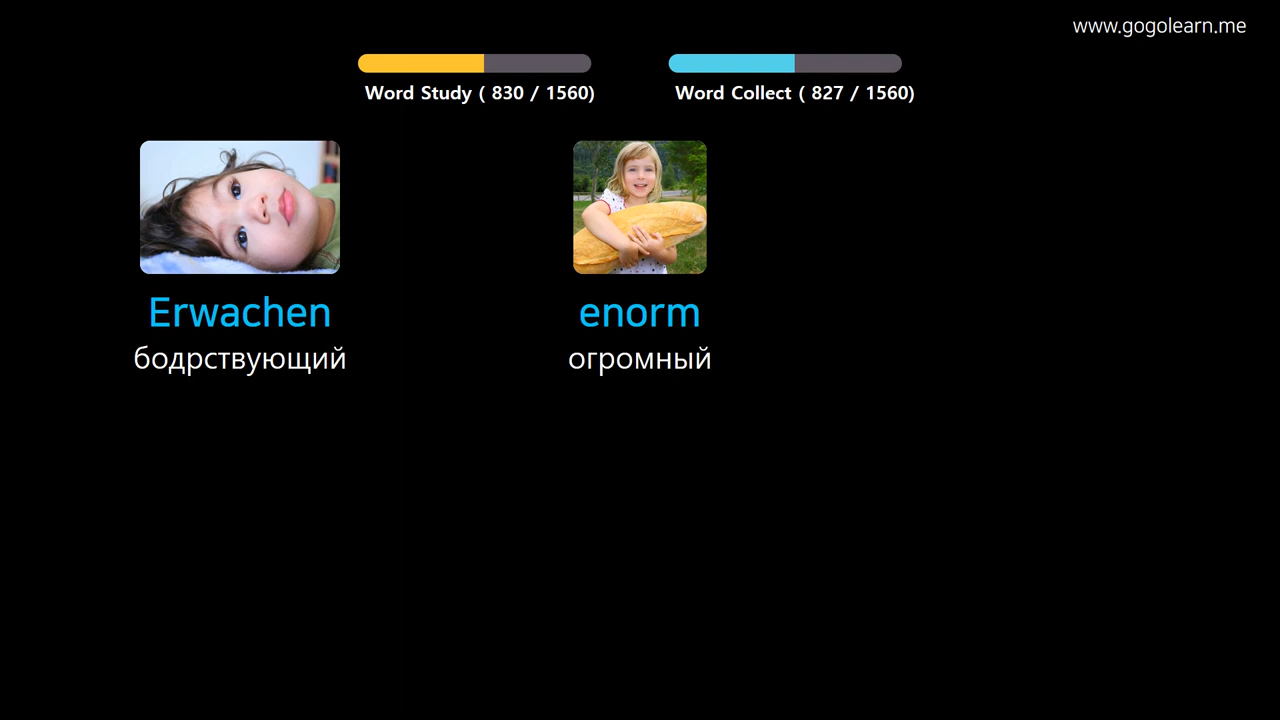 www.gogolearn.me
Word Study ( 830 / 1560)
Word Collect ( 827 / 1560)
Erwachen
бодрствующий
enorm
огромный